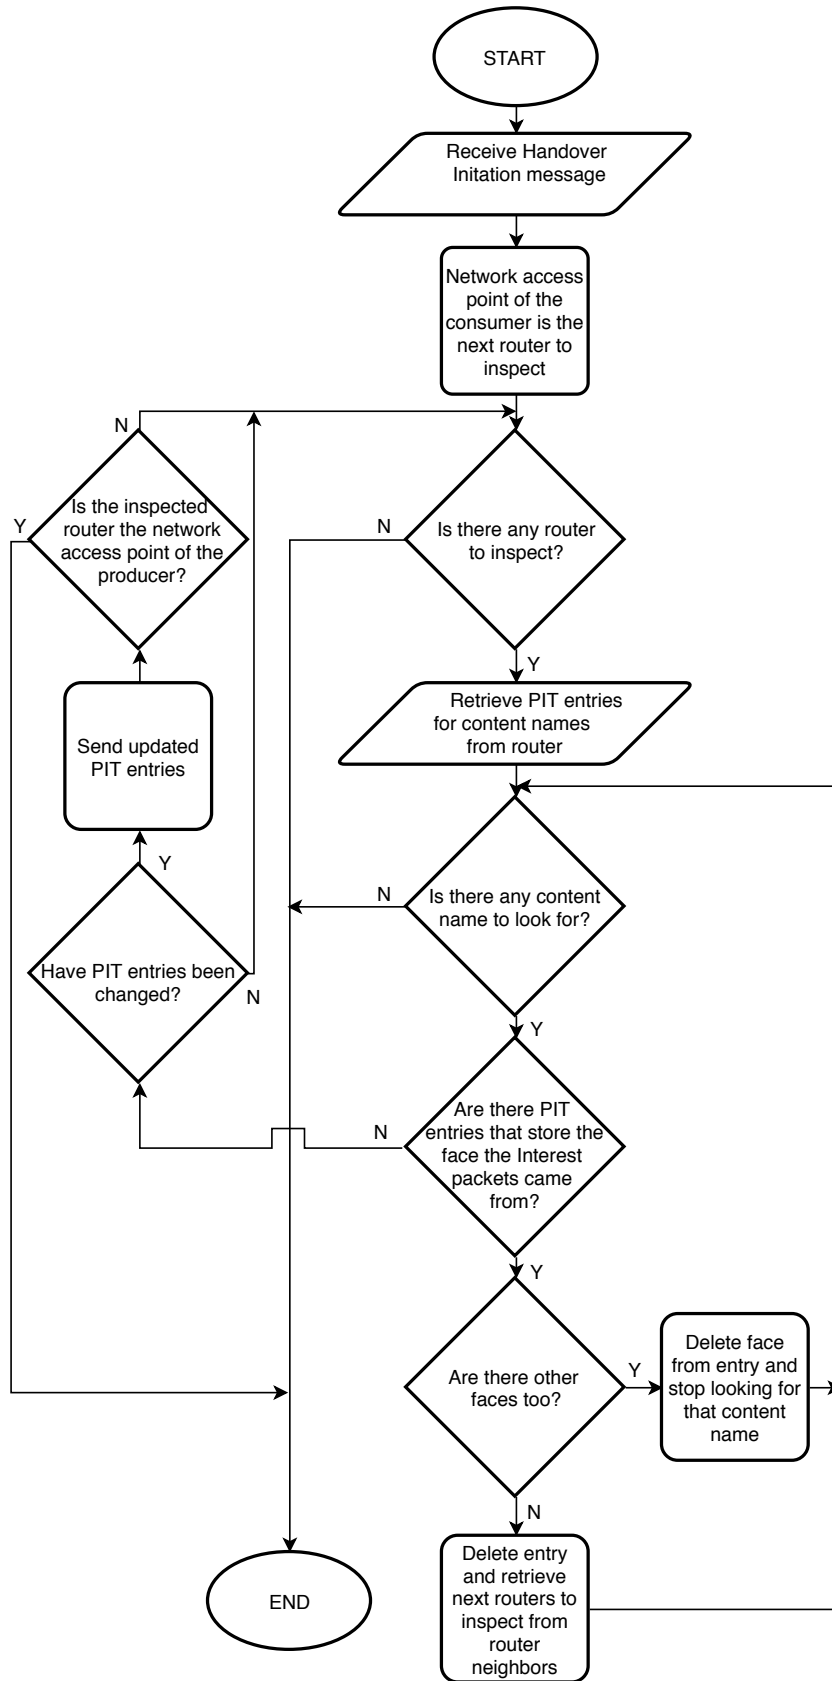 START
Receive Handover
Initation message
Network access
point of the
consumer is the
next router to
inspect
N
Is the inspected
router the network
access point of the
producer?
Y
N
Is there any router
to inspect?
Y
Retrieve PIT entries
for content names
from router
Send updated
PIT entries
Y
N
Is there any content
name to look for?
Have PIT entries been
changed?
N
Y
N
Are there PIT
entries that store the
face the Interest
packets came
from?
Y
Are there other
faces too?
Y
Delete face
from entry and
stop looking for
that content
name
N
Delete entry
and retrieve
next routers to
inspect from
router
neighbors
END